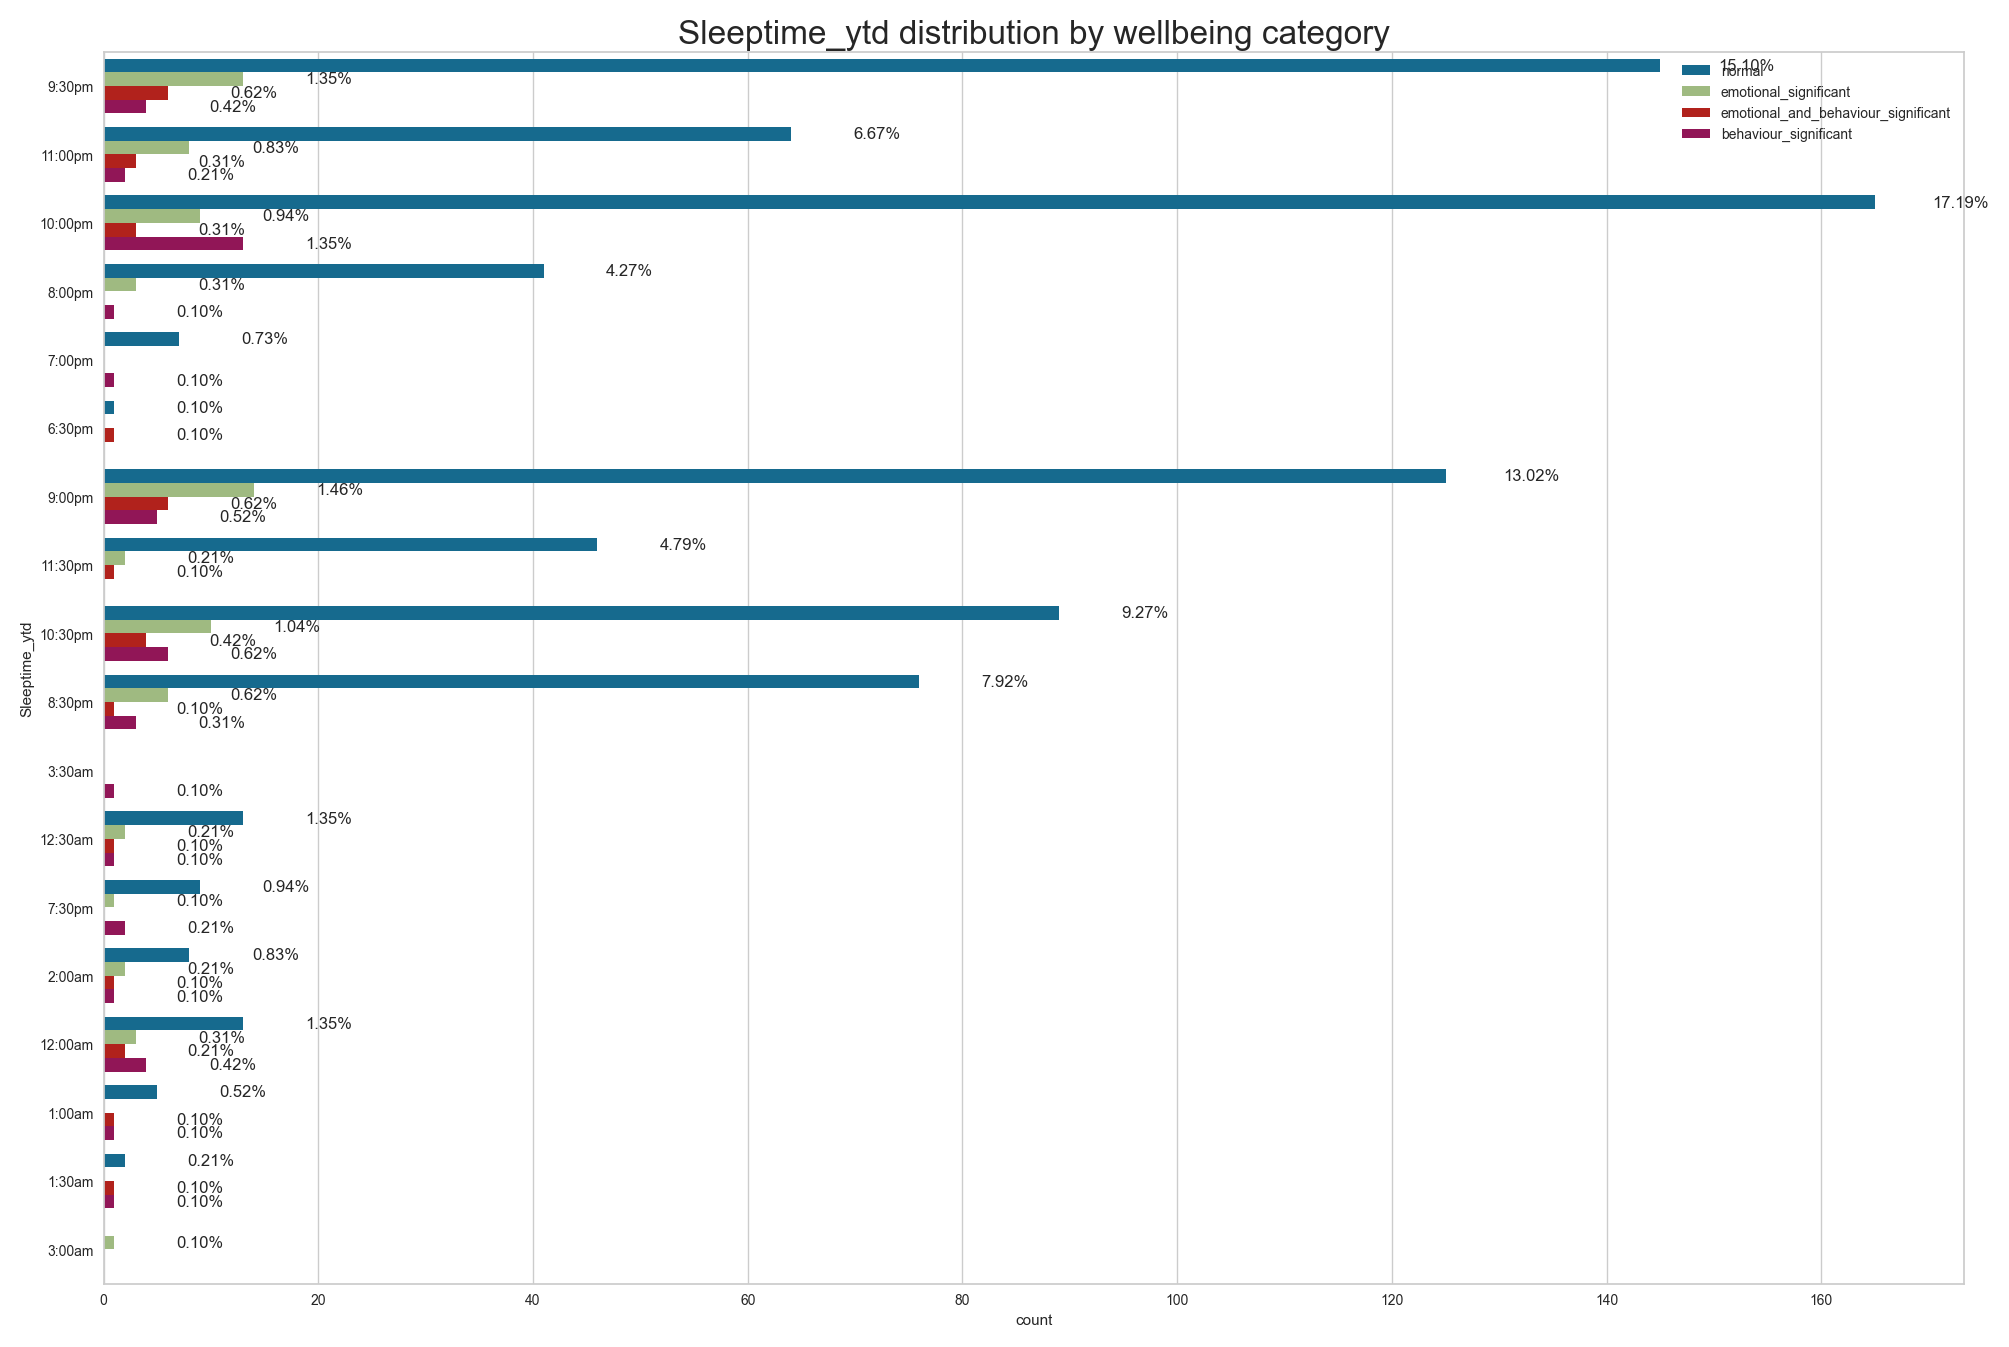 Sleeptime_ytd distribution by wellbeing category
15.10%
normal
emotional_significant
emotional_and_behaviour_significant
behaviour_significant
9:30pm
1.35%
0.62%
0.42%
11:00pm
6.67%
0.83%
0.31%
0.21%
10:00pm
17.19%
0.94%
0.31%
1.35%
8:00pm
4.27%
0.31%
0.10%
7:00pm
0.73%
0.10%
6:30pm
0.10%
0.10%
9:00pm
13.02%
1.46%
0.62%
0.52%
11:30pm
4.79%
0.21%
0.10%
10:30pm
9.27%
1.04%
0.42%
0.62%
8:30pm
7.92%
0.62%
0.10%
0.31%
3:30am
0.10%
12:30am
1.35%
0.21%
0.10%
0.10%
7:30pm
0.94%
0.10%
0.21%
2:00am
0.83%
0.21%
0.10%
0.10%
12:00am
1.35%
0.31%
0.21%
0.42%
1:00am
0.52%
0.10%
0.10%
1:30am
0.21%
0.10%
0.10%
3:00am
0.10%
Sleeptime_ytd
0 20 40 60 80 100 120 140 160
count